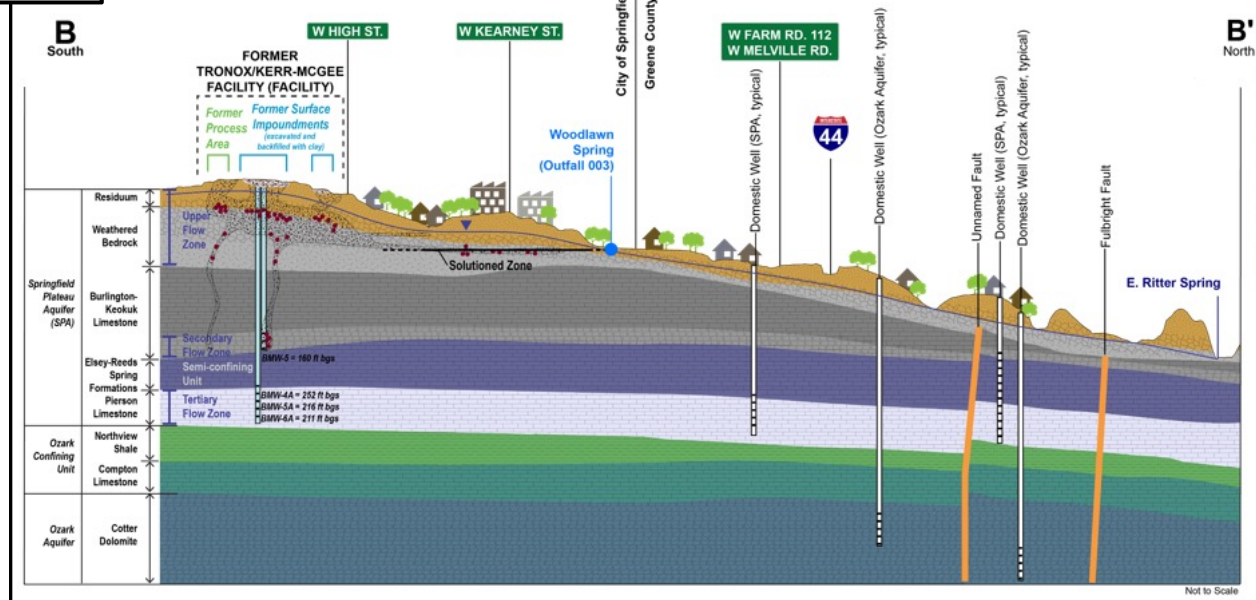 B
South
B'
North
W HIGH ST.
W KEARNEY ST.
City of Springfield
Greene County
W FARM RD. 112
W MELVILLE RD.
FORMER
TRONOX/KERR-MCGEE
FACILITY (FACILITY)
Former
Process
Area
Former Surface
Impoundments
(excavated and
backfilled with clay)
Woodlawn
Spring
(Outfall 003)
Domestic Well (SPA, typical)
44
Domestic Well (Ozark Aquifer, typical)
Unnamed Fault
Domestic Well (SPA, typical)
Domestic Well (Ozark Aquifer, typical)
Fulbright Fault
E. Ritter Spring
Residuum
Weathered
Bedrock
Upper
Flow
Zone
Solutioned Zone
Springfield
Plateau
Aquifer
(SPA)
Burlington-
Keokuk
Limestone
Secondary
Flow Zone
BMW-5 = 160 ft bgs
Elsey-Reeds
Spring
Formations
Semi-confining
Unit
Pierson
Limestone
Tertiary
Flow Zone
BMW-4A = 252 ft bgs
BMW-5A = 216 ft bgs
BMW-6A = 211 ft bgs
Ozark
Confining
Unit
Northview
Shale
Compton
Limestone
Ozark
Aquifer
Cotter
Dolomite
Not to Scale